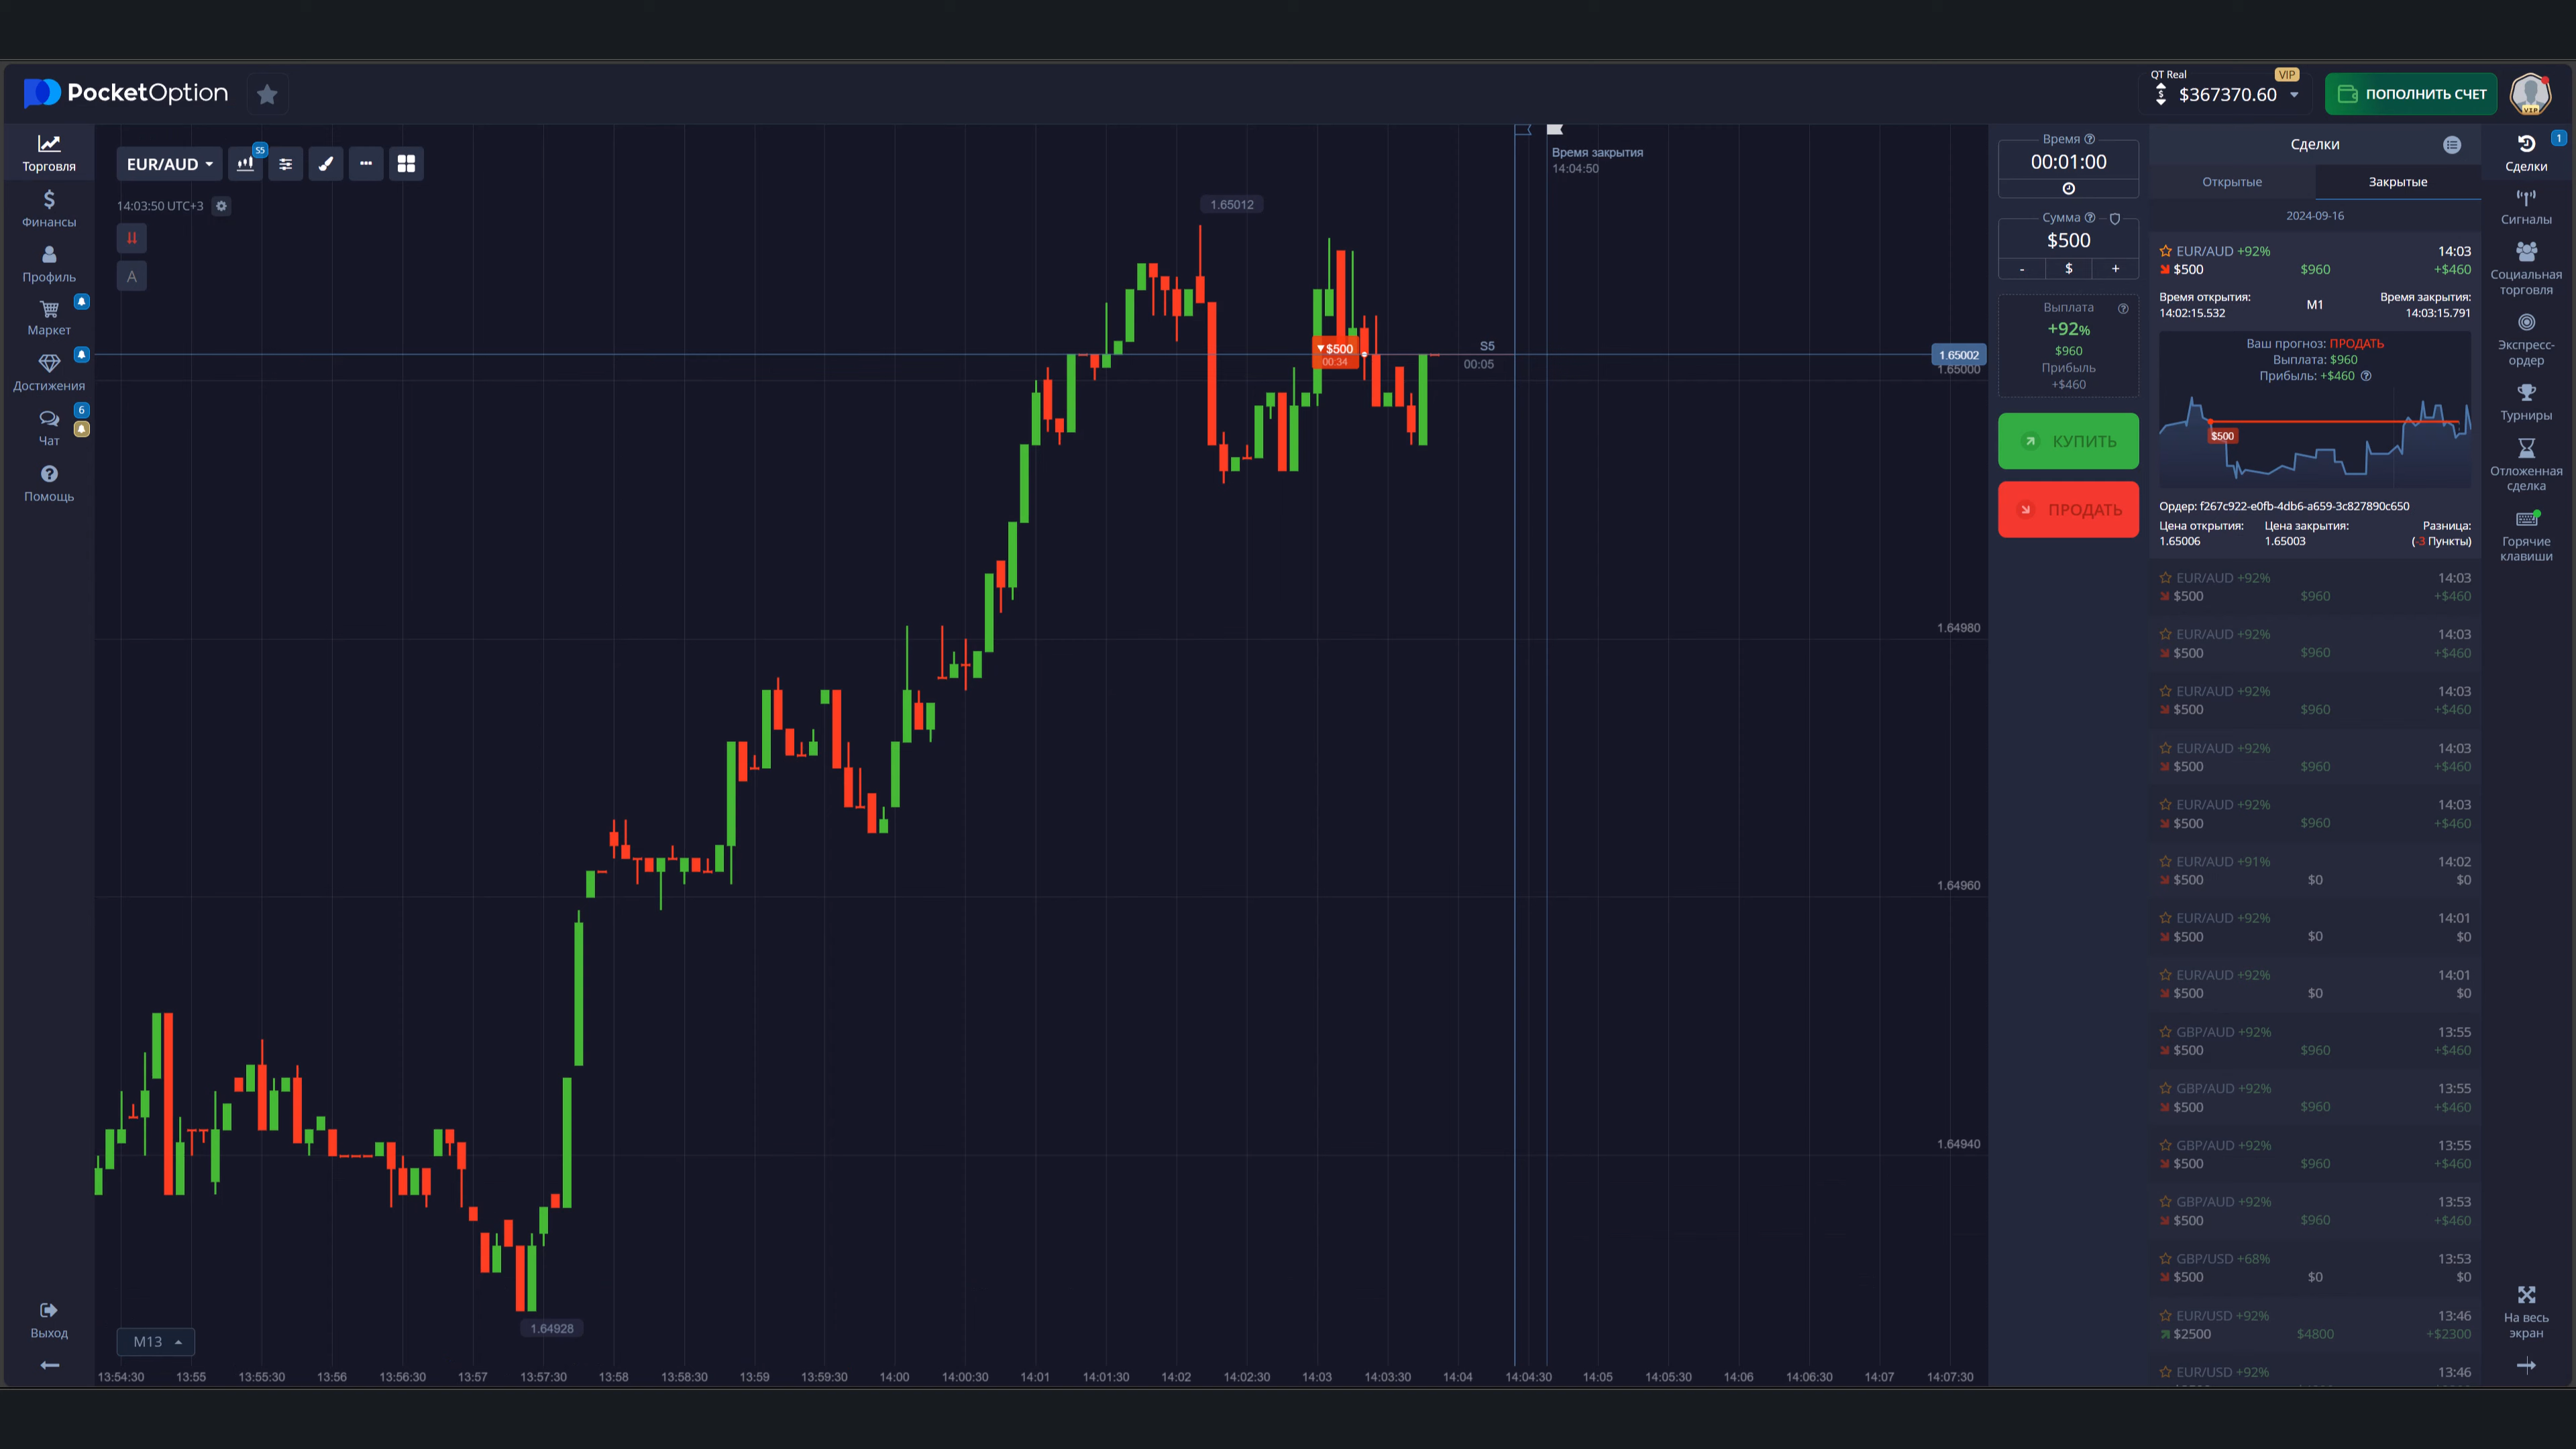 PocketOption
QT Real
VIP
$367370.60
ПОПОЛНИТЬ СЧЕТ
VIP
Торговля
Финансы
Профиль
Маркет
Достижения
6
Чат
Помощь
Выход
EUR/AUD
S5
14:03:50 UTC+3
A
1.65012
Время закрытия
14:04:50
$500
00:34
S5
00:05
1.65002
1.65000
1.64980
1.64960
1.64940
1.64928
M13
13:54:30 13:55 13:55:30 13:56 13:56:30 13:57 13:57:30 13:58 13:58:30 13:59 13:59:30 14:00 14:00:30 14:01 14:01:30 14:02 14:02:30 14:03 14:03:30 14:04 14:04:30 14:05 14:05:30 14:06 14:06:30 14:07 14:07:30
Время
00:01:00
Сумма
$500
- $ +
Выплата
+92%
$960
Прибыль
+$460
КУПИТЬ
ПРОДАТЬ
Сделки
Открытые Закрытые
2024-09-16
EUR/AUD +92% 14:03
$500 $960 +$460
Время открытия: M1 Время закрытия:
14:02:15.532 14:03:15.791
Ваш прогноз: ПРОДАТЬ
Выплата: $960
Прибыль: +$460
$500
Ордер: f267c922-e0fb-4db6-a659-3c827890c650
Цена открытия: Цена закрытия: Разница:
1.65006 1.65003 (-3 Пункты)
EUR/AUD +92% 14:03
$500 $960 +$460
EUR/AUD +92% 14:03
$500 $960 +$460
EUR/AUD +92% 14:03
$500 $960 +$460
EUR/AUD +92% 14:03
$500 $960 +$460
EUR/AUD +92% 14:03
$500 $960 +$460
EUR/AUD +91% 14:02
$500 $0 $0
EUR/AUD +92% 14:01
$500 $0 $0
EUR/AUD +92% 14:01
$500 $0 $0
GBP/AUD +92% 13:55
$500 $960 +$460
GBP/AUD +92% 13:55
$500 $960 +$460
GBP/AUD +92% 13:55
$500 $960 +$460
GBP/AUD +92% 13:53
$500 $960 +$460
GBP/USD +68% 13:53
$500 $0 $0
EUR/USD +92% 13:46
$2500 $4800 +$2300
EUR/USD +92% 13:46
1
Сделки
Сигналы
Социальная
торговля
Экспресс-
ордер
Турниры
Отложенная
сделка
Горячие
клавиши
На весь
экран